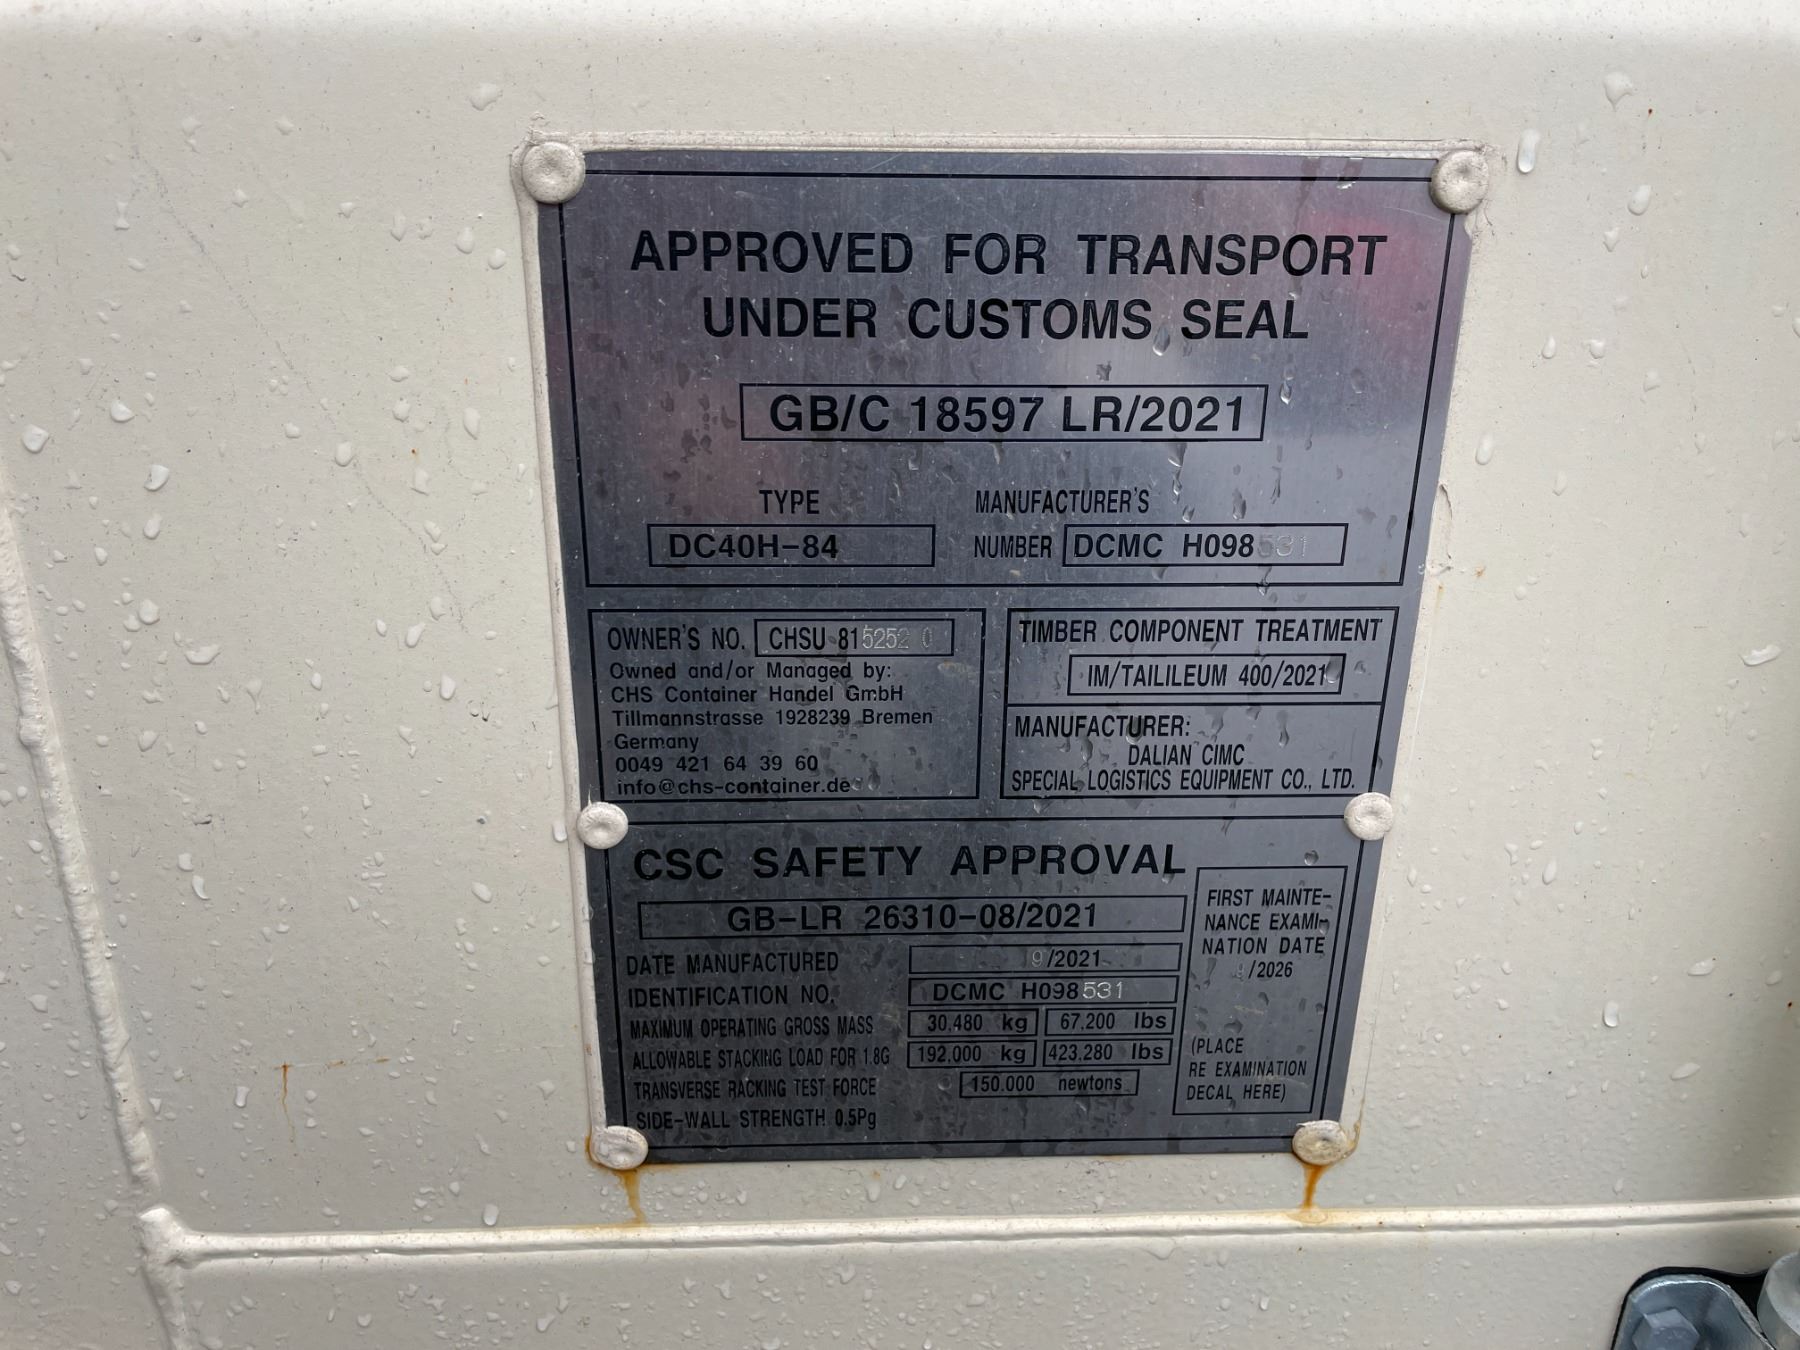 APPROVED FOR TRANSPORT
UNDER CUSTOMS SEAL
GB/C 18597 LR/2021
TYPE
DC40H-84
MANUFACTURER'S
NUMBER DCMC H098531
OWNER'S NO. CHSU 815252 0
Owned and/or Managed by:
CHS Container Handel GmbH
Tillmannstrasse 1928239 Bremen
Germany
0049 421 64 39 60
info@chs-container.de
TIMBER COMPONENT TREATMENT
IM/TAILILEUM 400/2021
MANUFACTURER:
DALIAN CIMC
SPECIAL LOGISTICS EQUIPMENT CO., LTD.
CSC SAFETY APPROVAL
GB-LR 26310-08/2021
DATE MANUFACTURED 9/2021
IDENTIFICATION NO. DCMC H098531
MAXIMUM OPERATING GROSS MASS 30.480 kg 67.200 lbs
ALLOWABLE STACKING LOAD FOR 1.8G 192.000 kg 423.280 lbs
TRANSVERSE RACKING TEST FORCE 150.000 newtons
SIDE-WALL STRENGTH 0.5Pg
FIRST MAINTE-
NANCE EXAMI-
NATION DATE
/2026
(PLACE
RE EXAMINATION
DECAL HERE)